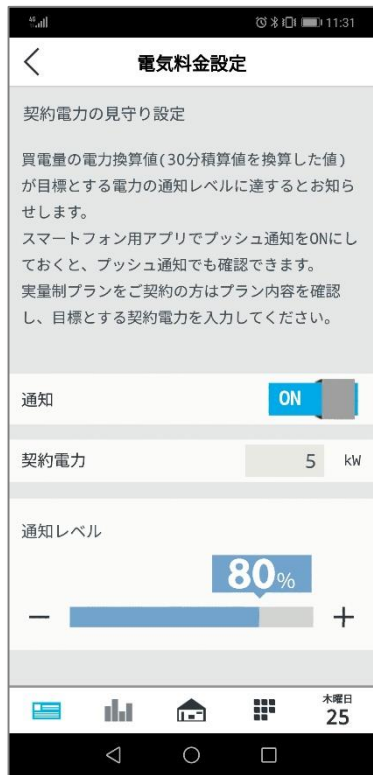 4G 11:31
電気料金設定
契約電力の見守り設定
買電量の電力換算値(30分積算値を換算した値)
が目標とする電力の通知レベルに達するとお知ら
せします。
スマートフォン用アプリでプッシュ通知をONにし
ておくと、プッシュ通知でも確認できます。
実量制プランをご契約の方はプラン内容を確認
し、目標とする契約電力を入力してください。
通知 ON
契約電力 5 kW
通知レベル
80%
− +
木曜日
25